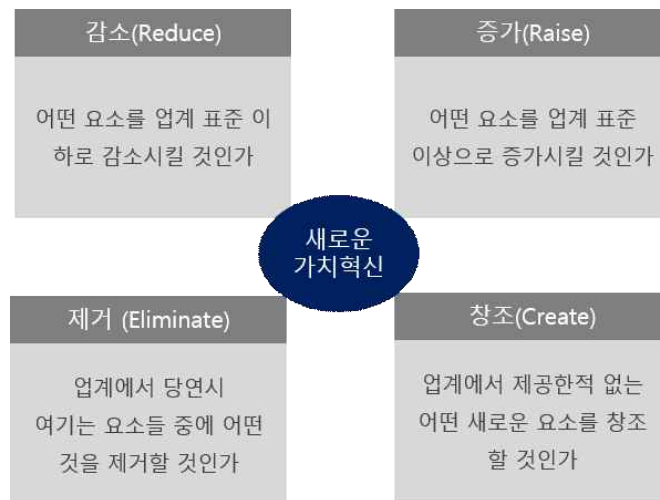 감소(Reduce)
어떤 요소를 업계 표준 이
하로 감소시킬 것인가
증가(Raise)
어떤 요소를 업계 표준
이상으로 증가시킬 것인가
새로운
가치혁신
제거 (Eliminate)
업계에서 당연시
여기는 요소들 중에 어떤
것을 제거할 것인가
창조(Create)
업계에서 제공한적 없는
어떤 새로운 요소를 창조
할 것인가